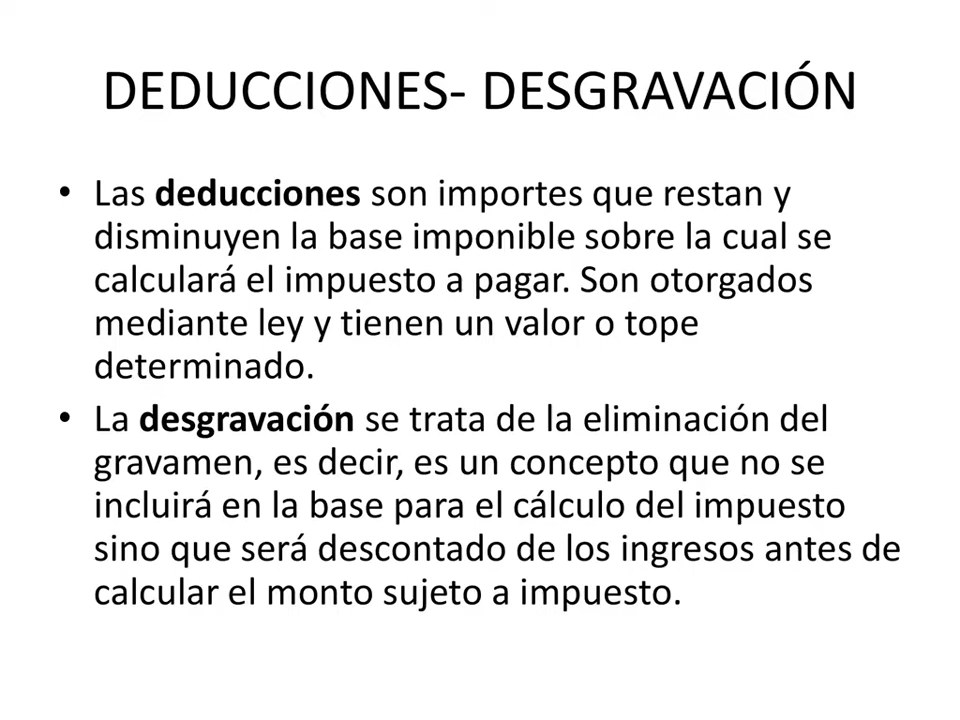 DEDUCCIONES- DESGRAVACIÓN
• Las deducciones son importes que restan y
disminuyen la base imponible sobre la cual se
calculará el impuesto a pagar. Son otorgados
mediante ley y tienen un valor o tope
determinado.
• La desgravación se trata de la eliminación del
gravamen, es decir, es un concepto que no se
incluirá en la base para el cálculo del impuesto
sino que será descontado de los ingresos antes de
calcular el monto sujeto a impuesto.